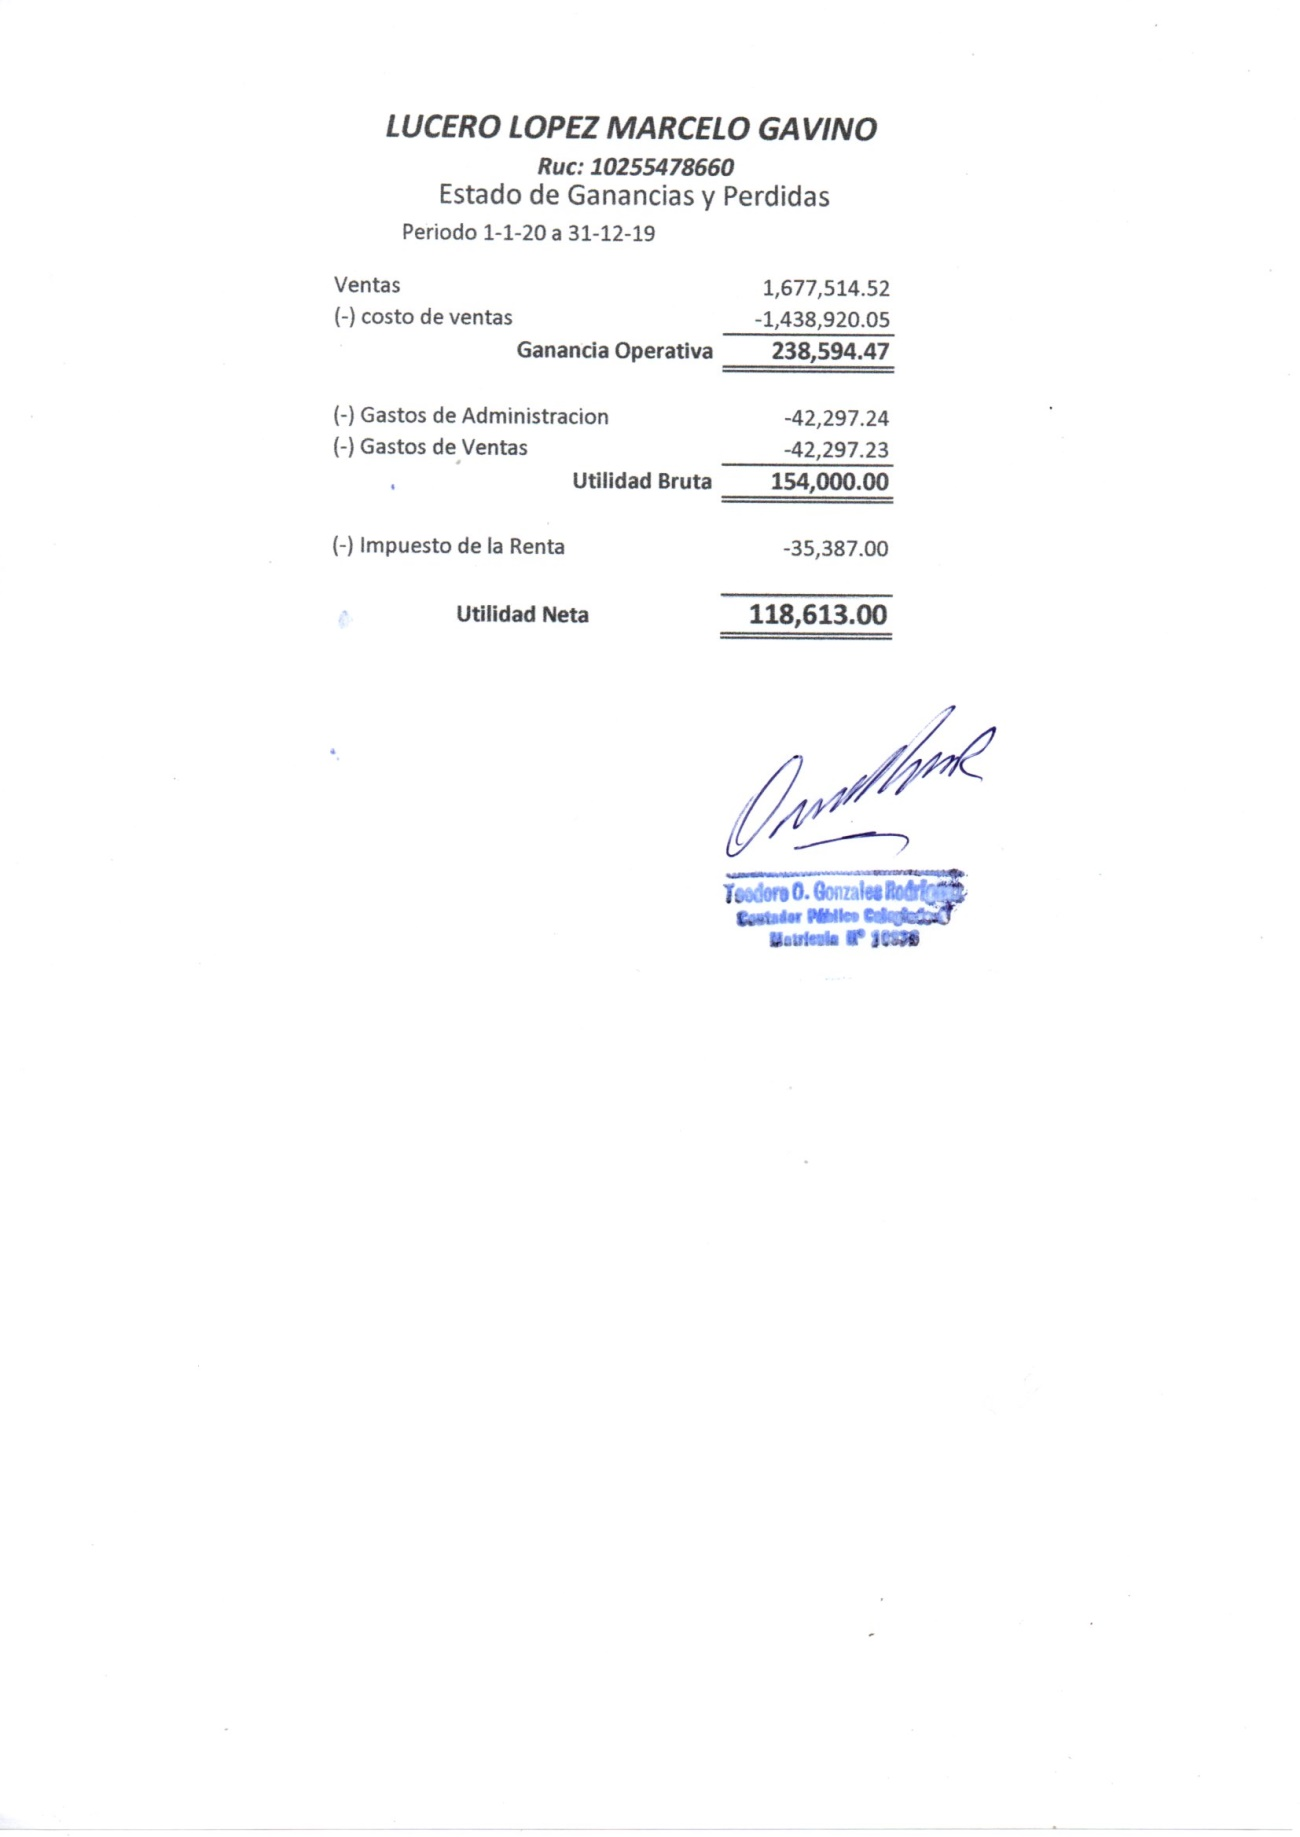 LUCERO LOPEZ MARCELO GAVINO
Ruc: 10255478660
Estado de Ganancias y Perdidas
Periodo 1-1-20 a 31-12-19
Ventas 1,677,514.52
(-) costo de ventas -1,438,920.05
Ganancia Operativa 238,594.47
(-) Gastos de Administracion -42,297.24
(-) Gastos de Ventas -42,297.23
Utilidad Bruta 154,000.00
(-) Impuesto de la Renta -35,387.00
Utilidad Neta 118,613.00
Teodoro O. Gonzales
Contador Público
Matricula Nº